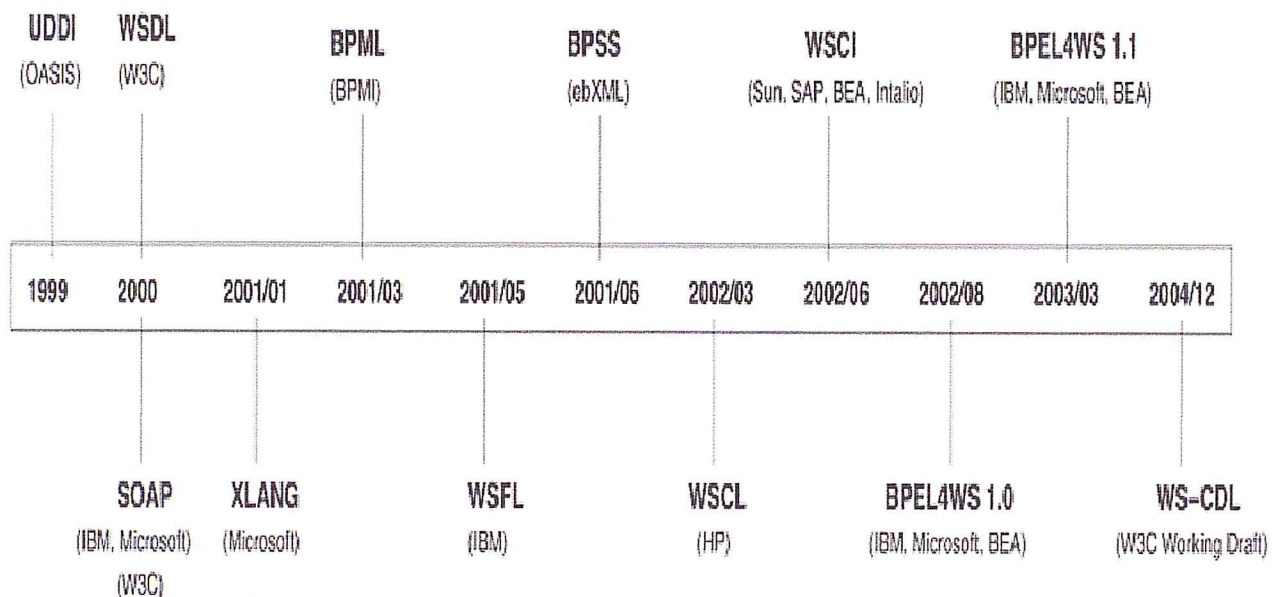 UDDI
(OASIS)
WSDL
(W3C)
BPML
(BPMI)
BPSS
(ebXML)
WSCI
(Sun, SAP, BEA, Intalio)
BPEL4WS 1.1
(IBM, Microsoft, BEA)
1999 2000 2001/01 2001/03 2001/05 2001/06 2002/03 2002/06 2002/08 2003/03 2004/12
SOAP
(IBM, Microsoft)
(W3C)
XLANG
(Microsoft)
WSFL
(IBM)
WSCL
(HP)
BPEL4WS 1.0
(IBM, Microsoft, BEA)
WS-CDL
(W3C Working Draft)